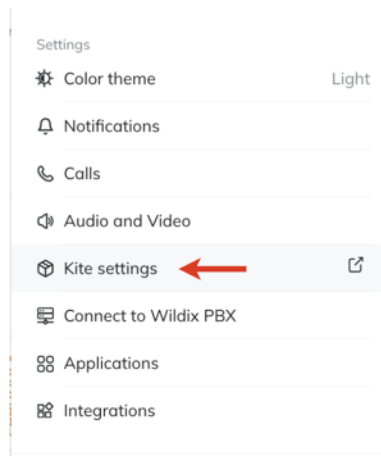 Settings
Color theme Light
Notifications
Calls
Audio and Video
Kite settings
Connect to Wildix PBX
Applications
Integrations